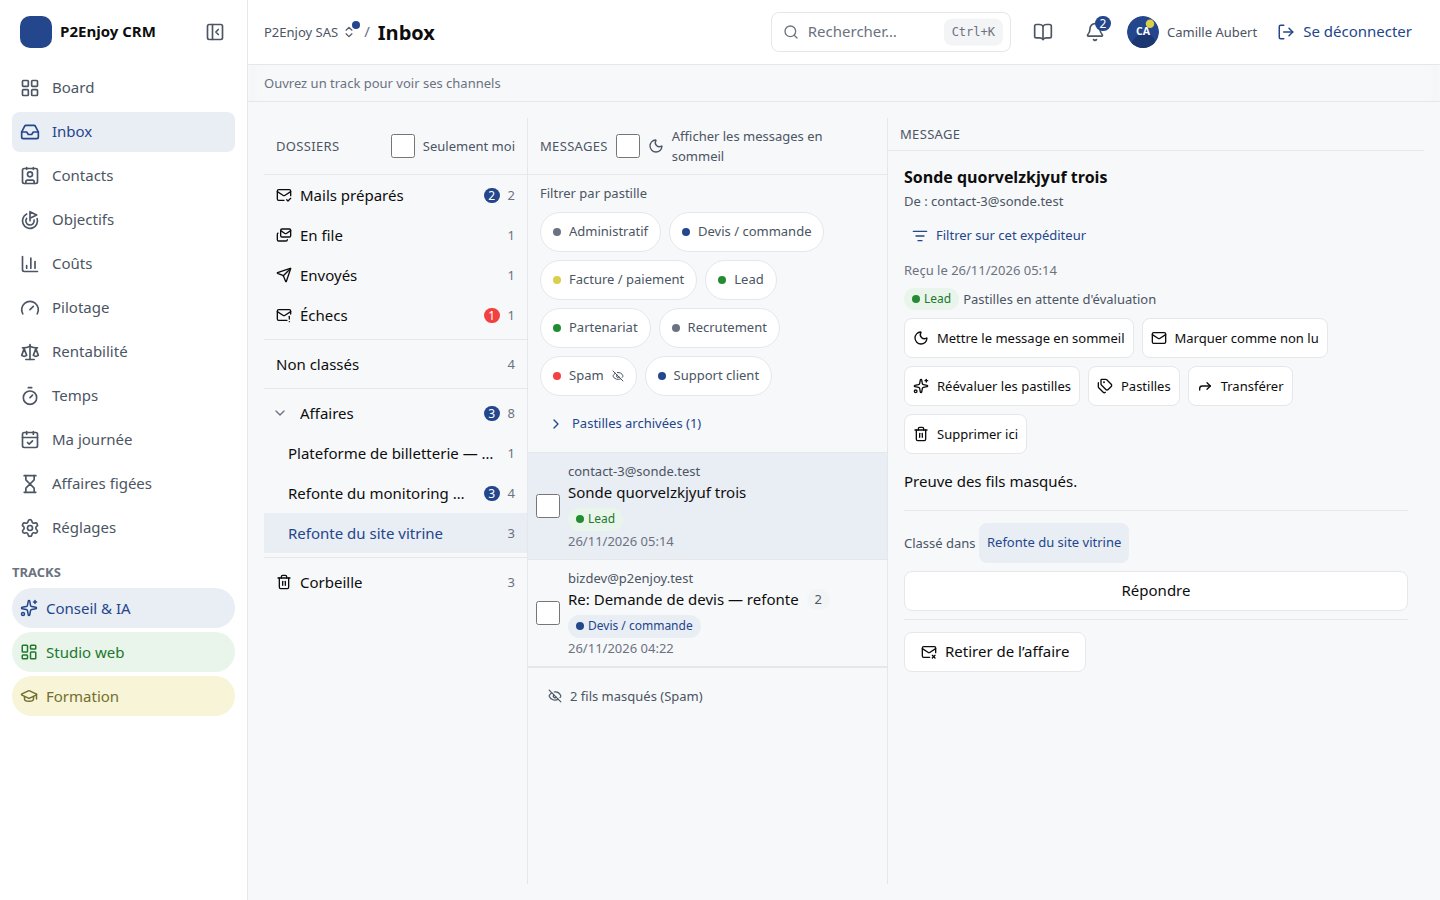 P2Enjoy CRM
Board
Inbox
Contacts
Objectifs
Coûts
Pilotage
Rentabilité
Temps
Ma journée
Affaires figées
Réglages
TRACKS
Conseil & IA
Studio web
Formation
P2Enjoy SAS / Inbox
Rechercher... Ctrl+K
2
CA Camille Aubert
Se déconnecter
Ouvrez un track pour voir ses channels
DOSSIERS Seulement moi
Mails préparés 2 2
En file 1
Envoyés 1
Échecs 1 1
Non classés 4
Affaires 3 8
Plateforme de billetterie — ... 1
Refonte du monitoring ... 3 4
Refonte du site vitrine 3
Corbeille 3
MESSAGES Afficher les messages en
sommeil
Filtrer par pastille
Administratif Devis / commande
Facture / paiement Lead
Partenariat Recrutement
Spam Support client
Pastilles archivées (1)
contact-3@sonde.test
Sonde quorvelzkjyuf trois
Lead
26/11/2026 05:14
bizdev@p2enjoy.test
Re: Demande de devis — refonte 2
Devis / commande
26/11/2026 04:22
2 fils masqués (Spam)
MESSAGE
Sonde quorvelzkjyuf trois
De : contact-3@sonde.test
Filtrer sur cet expéditeur
Reçu le 26/11/2026 05:14
Lead Pastilles en attente d'évaluation
Mettre le message en sommeil Marquer comme non lu
Réévaluer les pastilles Pastilles Transférer
Supprimer ici
Preuve des fils masqués.
Classé dans Refonte du site vitrine
Répondre
Retirer de l'affaire